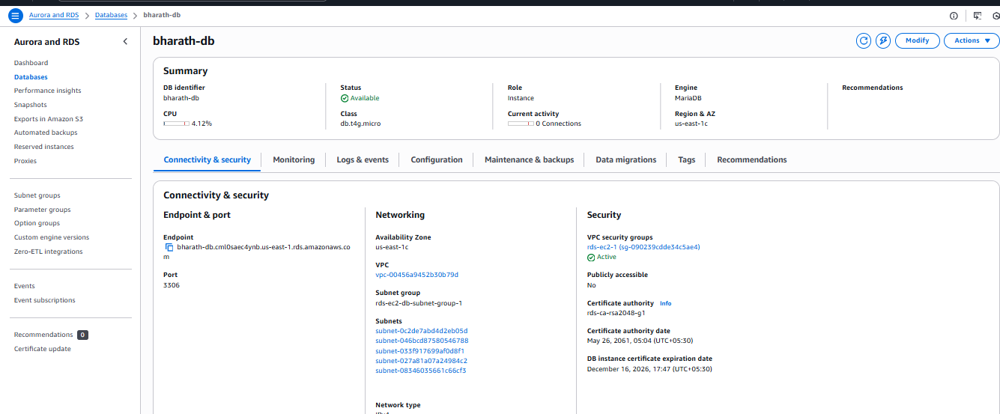 Aurora and RDS > Databases > bharath-db
Aurora and RDS
Dashboard
Databases
Performance insights
Snapshots
Exports in Amazon S3
Automated backups
Reserved instances
Proxies
Subnet groups
Parameter groups
Option groups
Custom engine versions
Zero-ETL integrations
Events
Event subscriptions
Recommendations 0
Certificate update
bharath-db
Modify
Actions
Summary
DB identifier
bharath-db
CPU
4.12%
Status
Available
Class
db.t4g.micro
Role
Instance
Current activity
0 Connections
Engine
MariaDB
Region & AZ
us-east-1c
Recommendations
Connectivity & security
Monitoring
Logs & events
Configuration
Maintenance & backups
Data migrations
Tags
Recommendations
Connectivity & security
Endpoint & port
Endpoint
bharath-db.cml0saec4ynb.us-east-1.rds.amazonaws.co
m
Port
3306
Networking
Availability Zone
us-east-1c
VPC
vpc-00456a9452b30b79d
Subnet group
rds-ec2-db-subnet-group-1
Subnets
subnet-0c2de7abd4d2eb05d
subnet-046bcd87580546788
subnet-033f917699af0d8f1
subnet-027a81a07a24984c2
subnet-08346035661c66cf3
Network type
Security
VPC security groups
rds-ec2-1 (sg-090239cdde34c5ae4)
Active
Publicly accessible
No
Certificate authority Info
rds-ca-rsa2048-g1
Certificate authority date
May 26, 2061, 05:04 (UTC+05:30)
DB instance certificate expiration date
December 16, 2026, 17:47 (UTC+05:30)